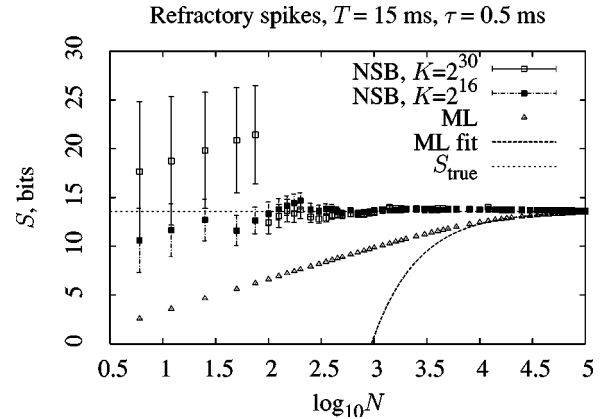 Refractory spikes, T = 15 ms, τ = 0.5 ms
NSB, K=2^30
NSB, K=2^16
ML
ML fit
S_true
S, bits
30
25
20
15
10
5
0
0.5 1 1.5 2 2.5 3 3.5 4 4.5 5
log₁₀N